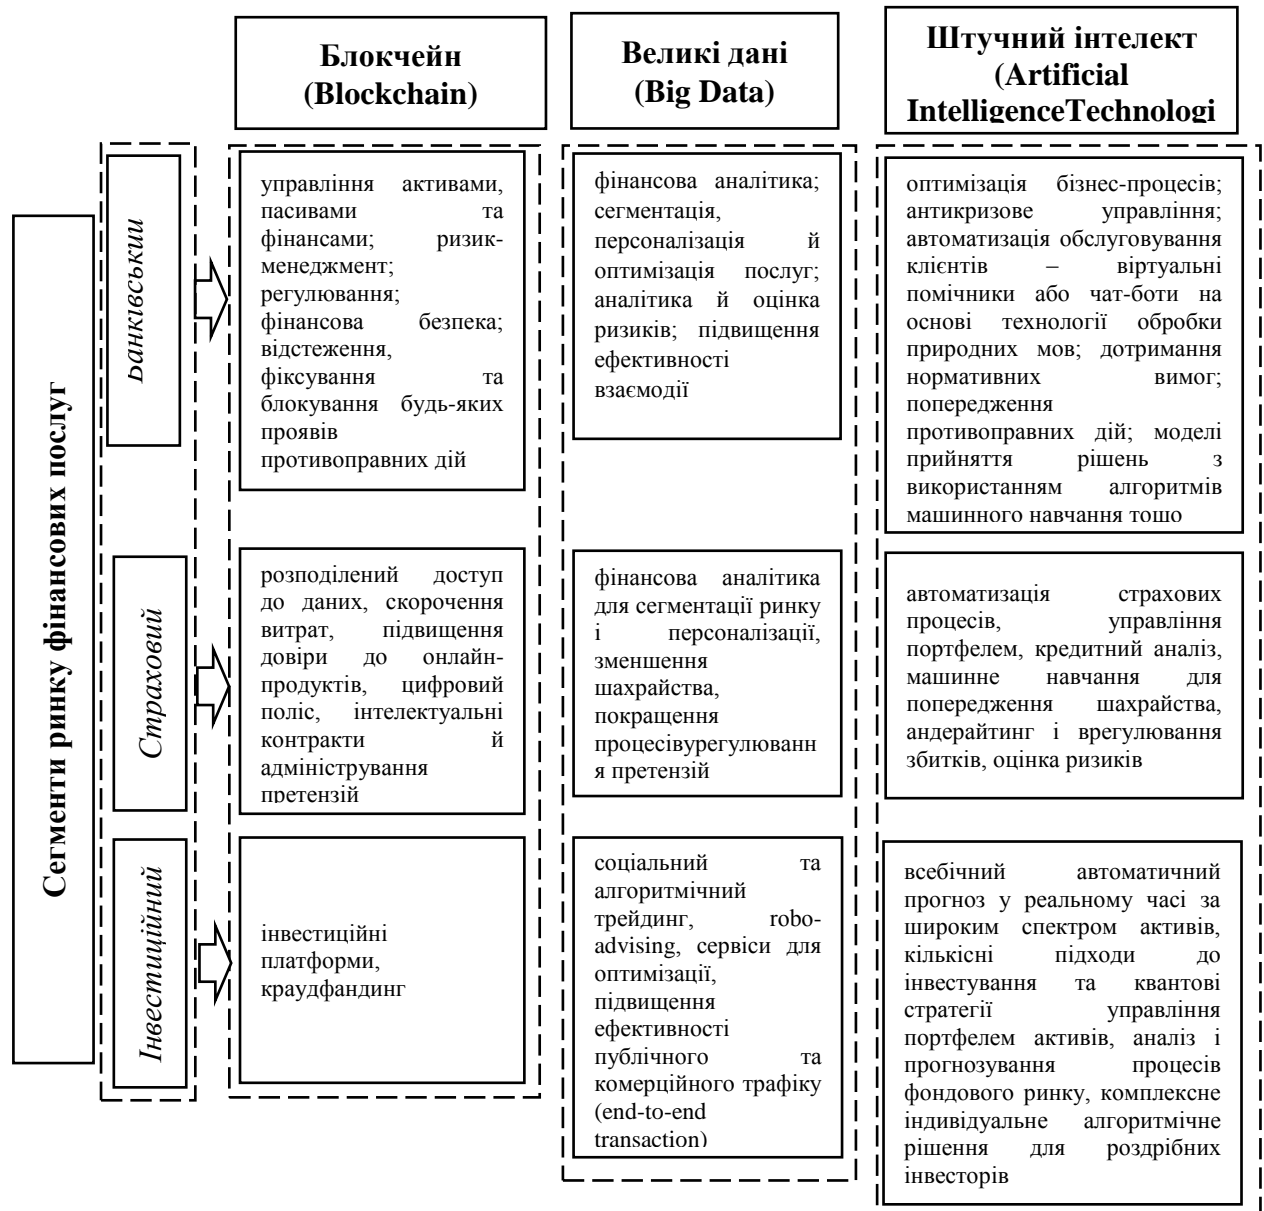 Блокчейн
(Blockchain)
Великі дані
(Big Data)
Штучний інтелект
(Artificial
IntelligenceTechnologi
Сегменти ринку фінансових послуг
Банківський
управління активами,
пасивами та
фінансами; ризик-
менеджмент;
регулювання;
фінансова безпека;
відстеження,
фіксування та
блокування будь-яких
проявів
противоправних дій
фінансова аналітика;
сегментація,
персоналізація й
оптимізація послуг;
аналітика й оцінка
ризиків; підвищення
ефективності
взаємодії
оптимізація бізнес-процесів;
антикризове управління;
автоматизація обслуговування
клієнтів – віртуальні
помічники або чат-боти на
основі технології обробки
природних мов; дотримання
нормативних вимог;
попередження
противоправних дій; моделі
прийняття рішень з
використанням алгоритмів
машинного навчання тощо
Страховий
розподілений доступ
до даних, скорочення
витрат, підвищення
довіри до онлайн-
продуктів, цифровий
поліс, інтелектуальні
контракти й
адміністрування
претензій
фінансова аналітика
для сегментації ринку
і персоналізації,
зменшення
шахрайства,
покращення
процесівурегулюванн
я претензій
автоматизація страхових
процесів, управління
портфелем, кредитний аналіз,
машинне навчання для
попередження шахрайства,
андерайтинг і врегулювання
збитків, оцінка ризиків
Інвестиційний
інвестиційні
платформи,
краудфандинг
соціальний та
алгоритмічний
трейдинг, robo-
advising, сервіси для
оптимізації,
підвищення
ефективності
публічного та
комерційного трафіку
(end-to-end
transaction)
всебічний автоматичний
прогноз у реальному часі за
широким спектром активів,
кількісні підходи до
інвестування та квантові
стратегії управління
портфелем активів, аналіз і
прогнозування процесів
фондового ринку, комплексне
індивідуальне алгоритмічне
рішення для роздрібних
інвесторів